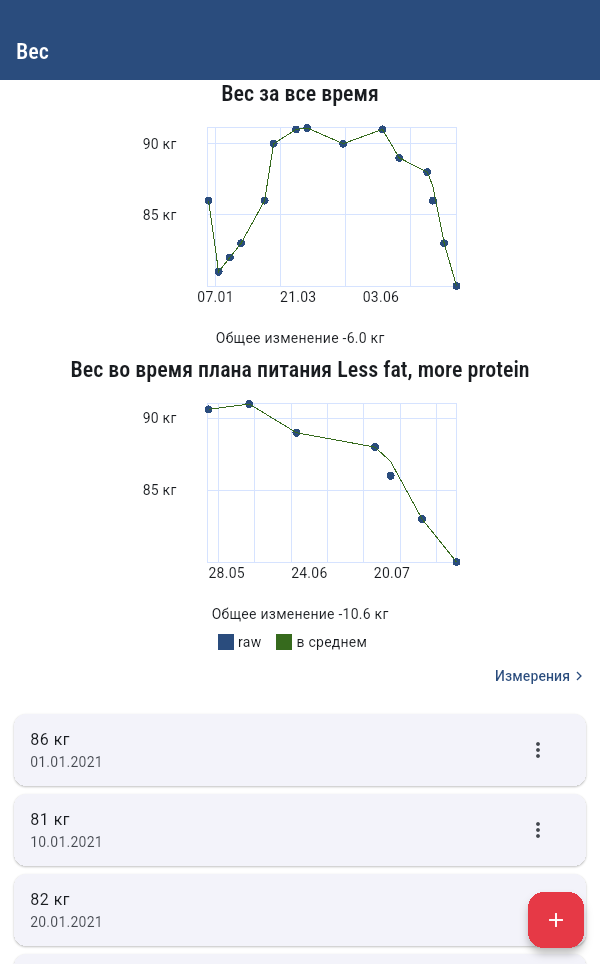 Вес
Вес за все время
90 кг
85 кг
07.01 21.03 03.06
Общее изменение -6.0 кг
Вес во время плана питания Less fat, more protein
90 кг
85 кг
28.05 24.06 20.07
Общее изменение -10.6 кг
raw в среднем
Измерения
86 кг
01.01.2021
81 кг
10.01.2021
82 кг
20.01.2021